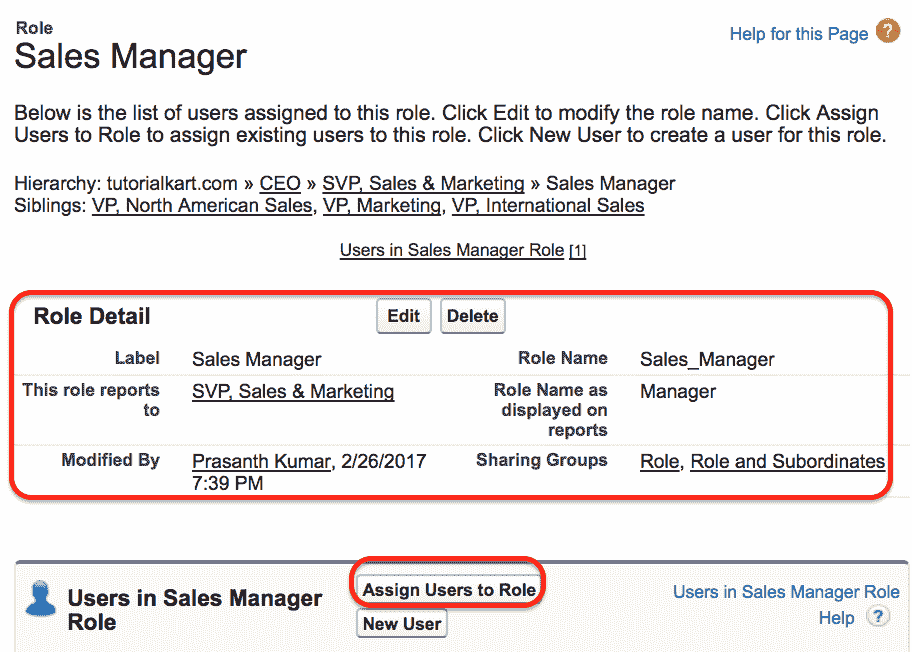 Role
Sales Manager
Help for this Page ?
Below is the list of users assigned to this role. Click Edit to modify the role name. Click Assign
Users to Role to assign existing users to this role. Click New User to create a user for this role.
Hierarchy: tutorialkart.com » CEO » SVP, Sales & Marketing » Sales Manager
Siblings: VP, North American Sales, VP, Marketing, VP, International Sales
Users in Sales Manager Role [1]
Role Detail
Edit
Delete
Label
Sales Manager
Role Name
Sales_Manager
This role reports
to
SVP, Sales & Marketing
Role Name as
displayed on
reports
Manager
Modified By
Prasanth Kumar, 2/26/2017
7:39 PM
Sharing Groups
Role, Role and Subordinates
Users in Sales Manager
Role
Assign Users to Role
New User
Users in Sales Manager Role
Help ?